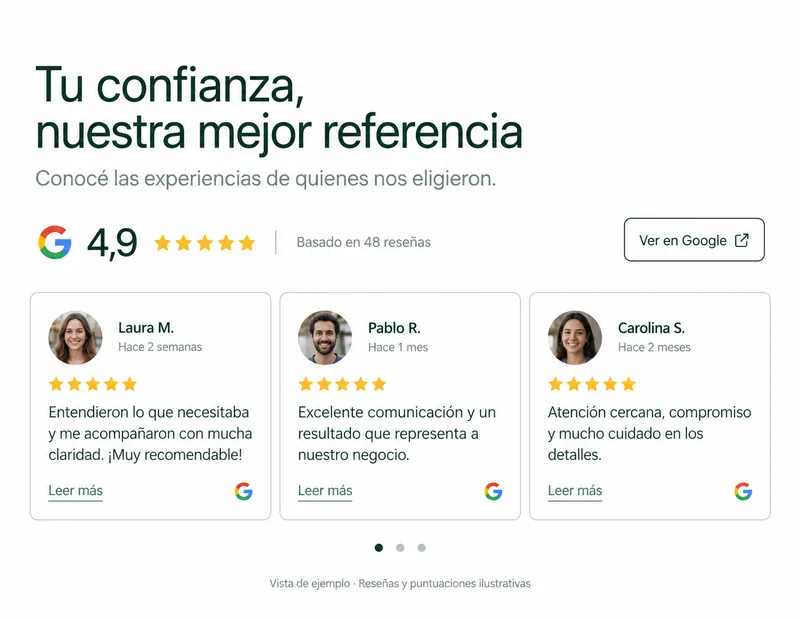 Tu confianza,
nuestra mejor referencia
Conocé las experiencias de quienes nos eligieron.
4,9
Basado en 48 reseñas
Ver en Google
Laura M.
Hace 2 semanas
Entendieron lo que necesitaba
y me acompañaron con mucha
claridad. ¡Muy recomendable!
Leer más
Pablo R.
Hace 1 mes
Excelente comunicación y un
resultado que representa a
nuestro negocio.
Leer más
Carolina S.
Hace 2 meses
Atención cercana, compromiso
y mucho cuidado en los
detalles.
Leer más
Vista de ejemplo · Reseñas y puntuaciones ilustrativas